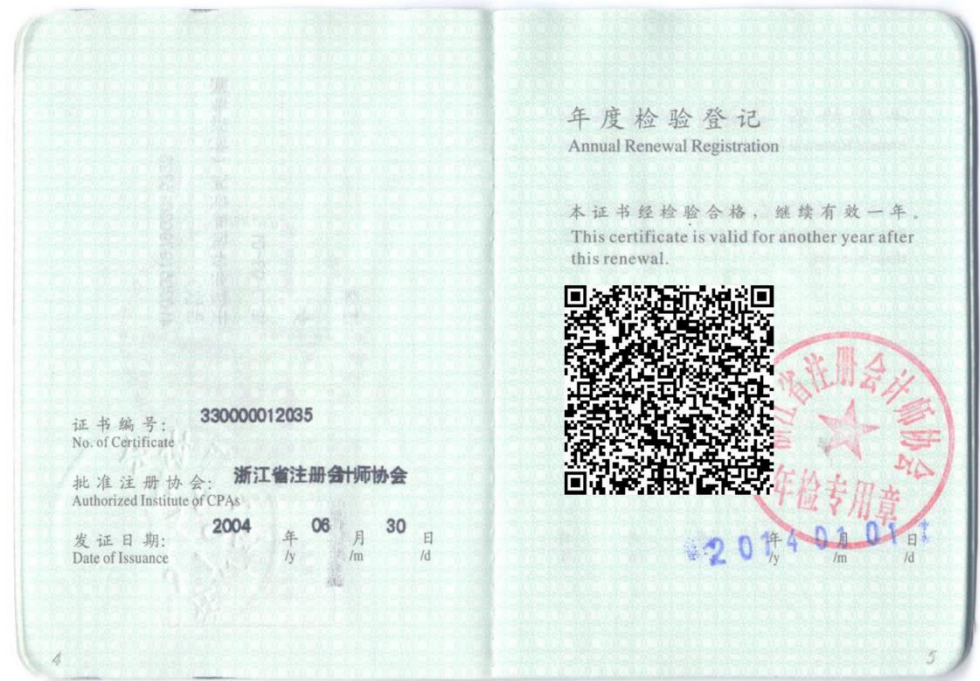 证书编号：
No. of Certificate
330000012035
批准注册协会：
Authorized Institute of CPAs
浙江省注册会计师协会
发证日期：
Date of Issuance
2004 年 06 月 30 日
/y /m /d
4
年度检验登记
Annual Renewal Registration
本证书经检验合格，继续有效一年。
This certificate is valid for another year after
this renewal.
江省注册会计师协会
年检专用章
2014 01 01
年 月 日
/y /m /d
5